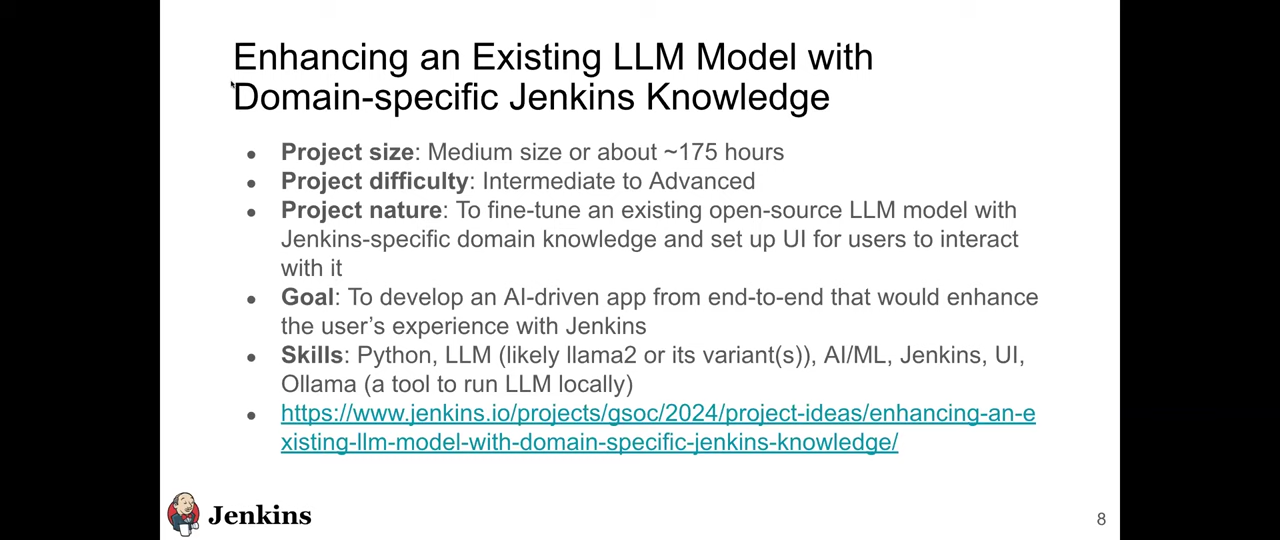 Enhancing an Existing LLM Model with
Domain-specific Jenkins Knowledge
● Project size: Medium size or about ~175 hours
● Project difficulty: Intermediate to Advanced
● Project nature: To fine-tune an existing open-source LLM model with
Jenkins-specific domain knowledge and set up UI for users to interact
with it
● Goal: To develop an AI-driven app from end-to-end that would enhance
the user’s experience with Jenkins
● Skills: Python, LLM (likely llama2 or its variant(s)), AI/ML, Jenkins, UI,
Ollama (a tool to run LLM locally)
● https://www.jenkins.io/projects/gsoc/2024/project-ideas/enhancing-an-e
xisting-llm-model-with-domain-specific-jenkins-knowledge/
Jenkins
8